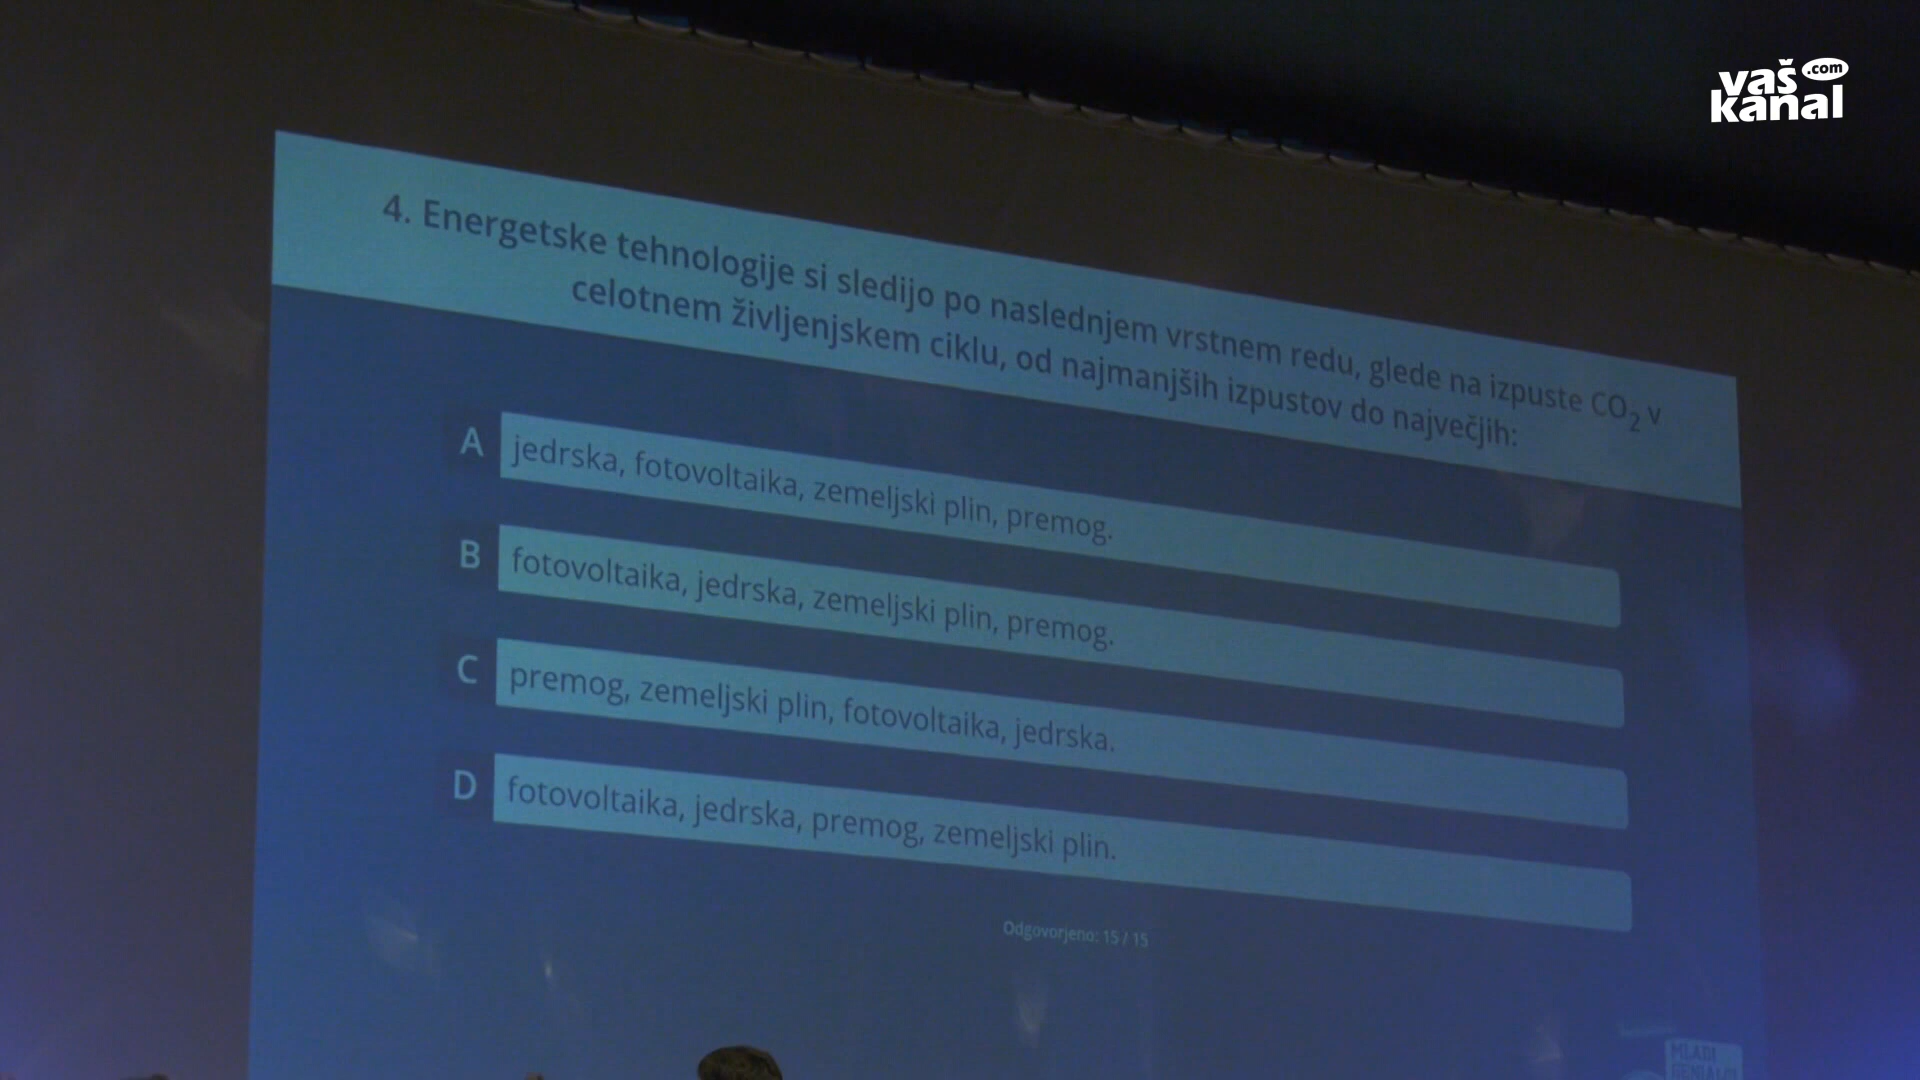 vaš .com
kanal
4. Energetske tehnologije si sledijo po naslednjem vrstnem redu, glede na izpuste CO₂ v
celotnem življenjskem ciklu, od najmanjših izpustov do največjih:
A jedrska, fotovoltaika, zemeljski plin, premog.
B fotovoltaika, jedrska, zemeljski plin, premog.
C premog, zemeljski plin, fotovoltaika, jedrska.
D fotovoltaika, jedrska, premog, zemeljski plin.
Odgovorjeno: 15 / 15
MLADI
GENIALCI